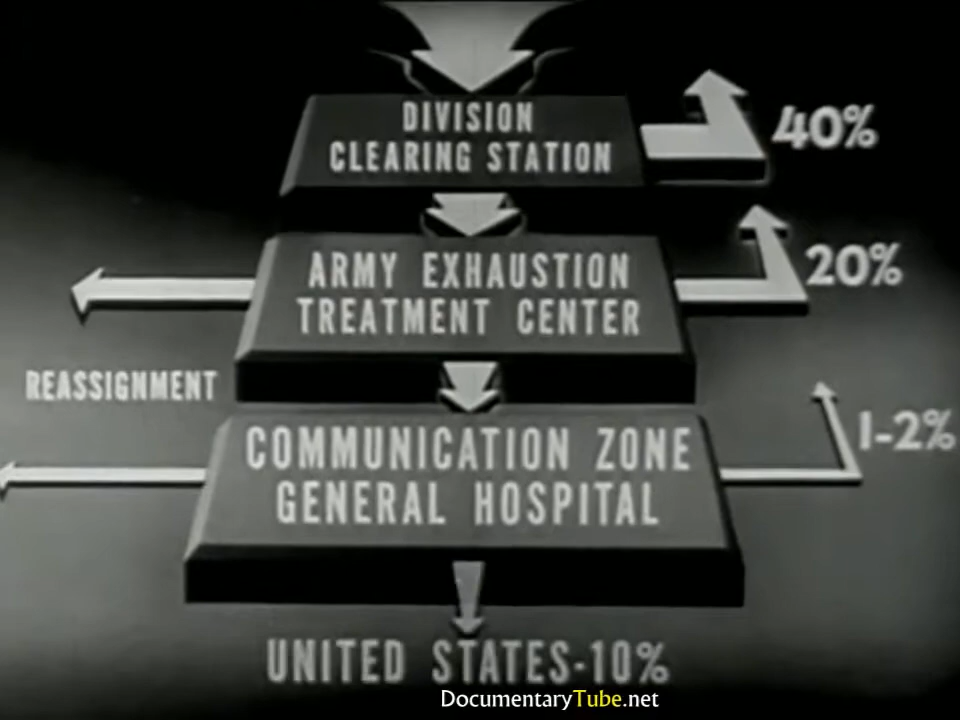 DIVISION
CLEARING STATION
40%
ARMY EXHAUSTION
TREATMENT CENTER
20%
REASSIGNMENT
COMMUNICATION ZONE
GENERAL HOSPITAL
1-2%
UNITED STATES-10%
DocumentaryTube.net